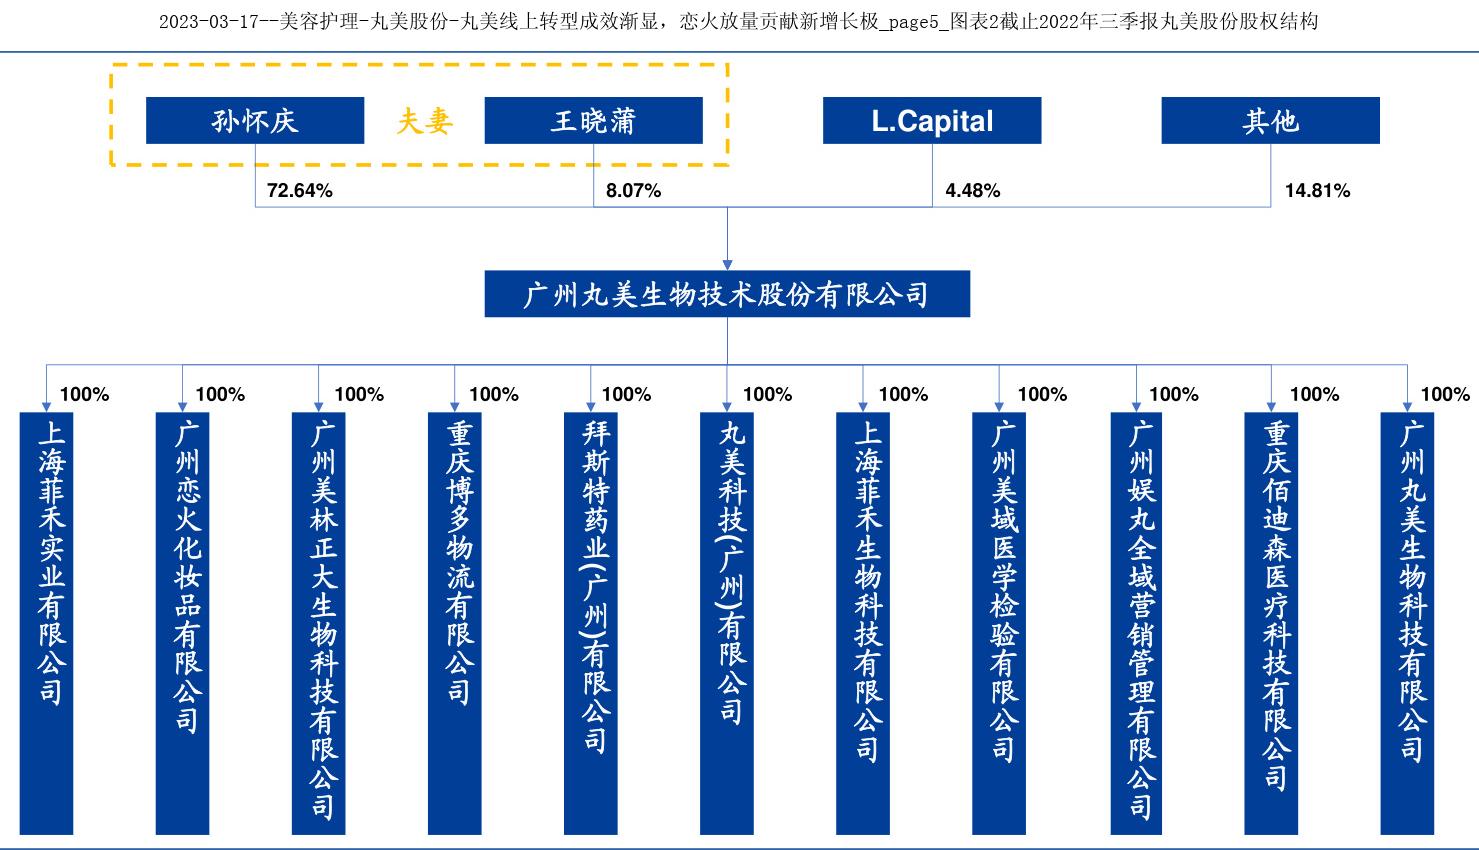 2023-03-17--美容护理-丸美股份-丸美线上转型成效渐显，恋火放量贡献新增长极_page5_图表2截止2022年三季报丸美股份股权结构
孙怀庆 夫妻 王晓蒲 L.Capital 其他
72.64% 8.07% 4.48% 14.81%
广州丸美生物技术股份有限公司
100% 100% 100% 100% 100% 100% 100% 100% 100% 100% 100%
上海菲禾实业有限公司
广州恋火化妆品有限公司
广州美林正大生物科技有限公司
重庆博多物流有限公司
拜斯特药业(广州)有限公司
丸美科技(广州)有限公司
上海菲禾生物科技有限公司
广州美域医学检验有限公司
广州娱丸全域营销管理有限公司
重庆佰迪森医疗科技有限公司
广州丸美生物科技有限公司